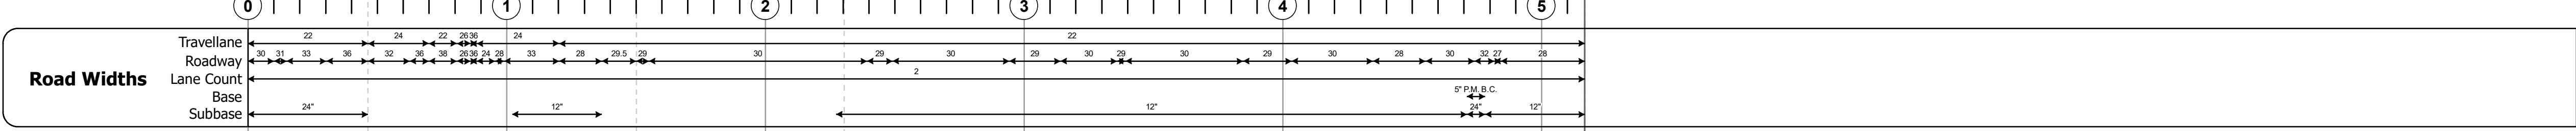 0 1 2 3 4 5
22 24 22 26 36 24 22
Travellane
30 31 33 36 32 36 38 26 36 24 28 33 28 29.5 29 30 29 30 29 30 29 30 29 30 28 30 32 27 28
Roadway
Road Widths
Lane Count 2
Base 5" P.M. B.C.
24" 12" 12" 24" 12"
Subbase